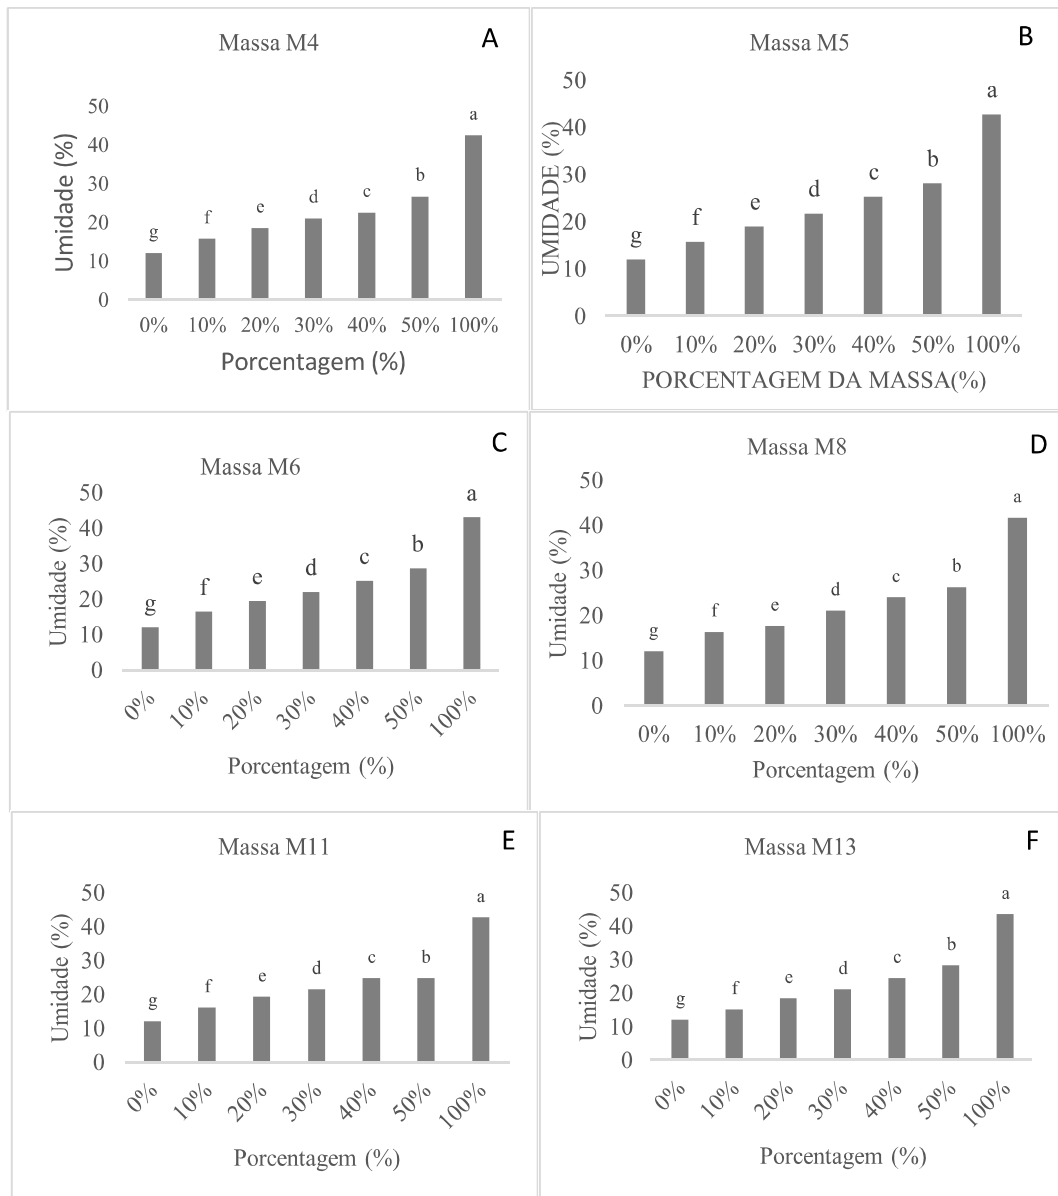 Massa M4
A
50
40
30
20
10
0
Umidade (%)
g
f
e
d
c
b
a
0% 10% 20% 30% 40% 50% 100%
Porcentagem (%)
Massa M5
B
50
40
30
20
10
0
UMIDADE (%)
g
f
e
d
c
b
a
0% 10% 20% 30% 40% 50% 100%
PORCENTAGEM DA MASSA(%)
Massa M6
C
50
40
30
20
10
0
Umidade (%)
g
f
e
d
c
b
a
0% 10% 20% 30% 40% 50% 100%
Porcentagem (%)
Massa M8
D
50
40
30
20
10
0
Umidade (%)
g
f
e
d
c
b
a
0% 10% 20% 30% 40% 50% 100%
Porcentagem (%)
Massa M11
E
50
40
30
20
10
0
Umidade (%)
g
f
e
d
c
b
a
0% 10% 20% 30% 40% 50% 100%
Porcentagem (%)
Massa M13
F
50
40
30
20
10
0
Umidade (%)
g
f
e
d
c
b
a
0% 10% 20% 30% 40% 50% 100%
Porcentagem (%)